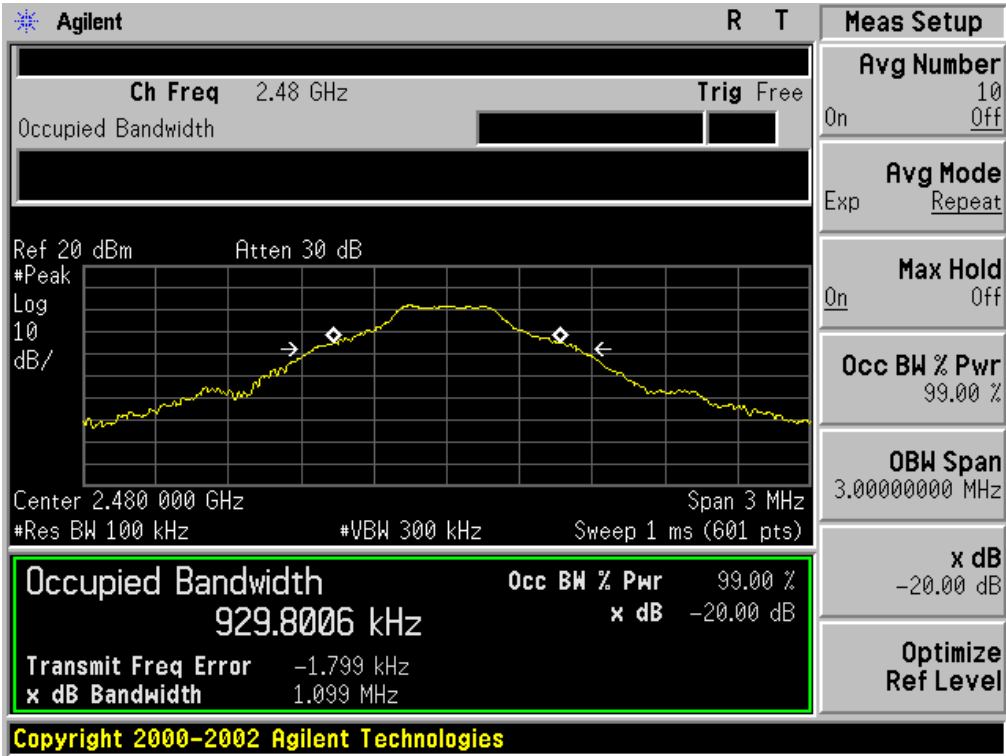 Agilent R T
Ch Freq 2.48 GHz Trig Free
Occupied Bandwidth
Ref 20 dBm Atten 30 dB
#Peak
Log
10
dB/
Center 2.480 000 GHz Span 3 MHz
#Res BW 100 kHz #VBW 300 kHz Sweep 1 ms (601 pts)
Occupied Bandwidth Occ BW % Pwr 99.00 %
929.8006 kHz x dB -20.00 dB
Transmit Freq Error -1.799 kHz
x dB Bandwidth 1.099 MHz
Copyright 2000-2002 Agilent Technologies
Meas Setup
Avg Number
10
On Off
Avg Mode
Exp Repeat
Max Hold
On Off
Occ BW % Pwr
99.00 %
OBW Span
3.00000000 MHz
x dB
-20.00 dB
Optimize
Ref Level